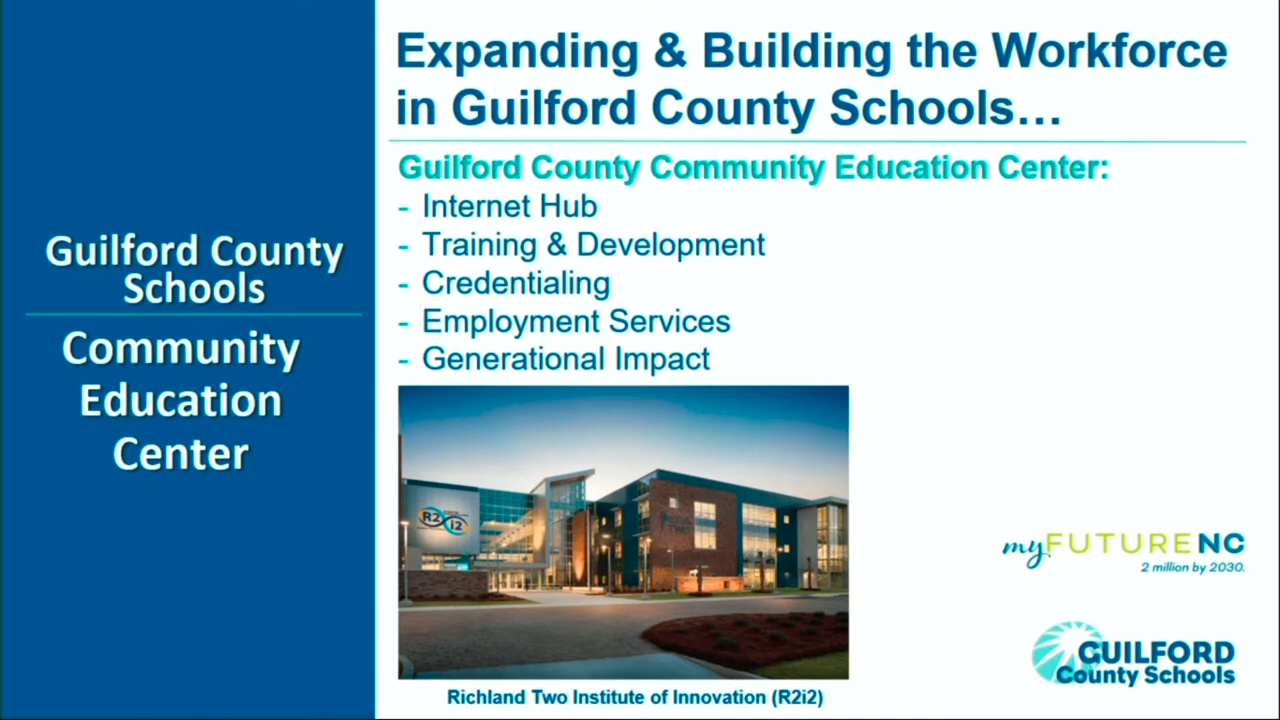 Guilford County
Schools
Community
Education
Center
Expanding & Building the Workforce
in Guilford County Schools…
Guilford County Community Education Center:
- Internet Hub
- Training & Development
- Credentialing
- Employment Services
- Generational Impact
R2i2
Richland Two Institute of Innovation (R2i2)
myFUTURENC
2 million by 2030.
GUILFORD
County Schools